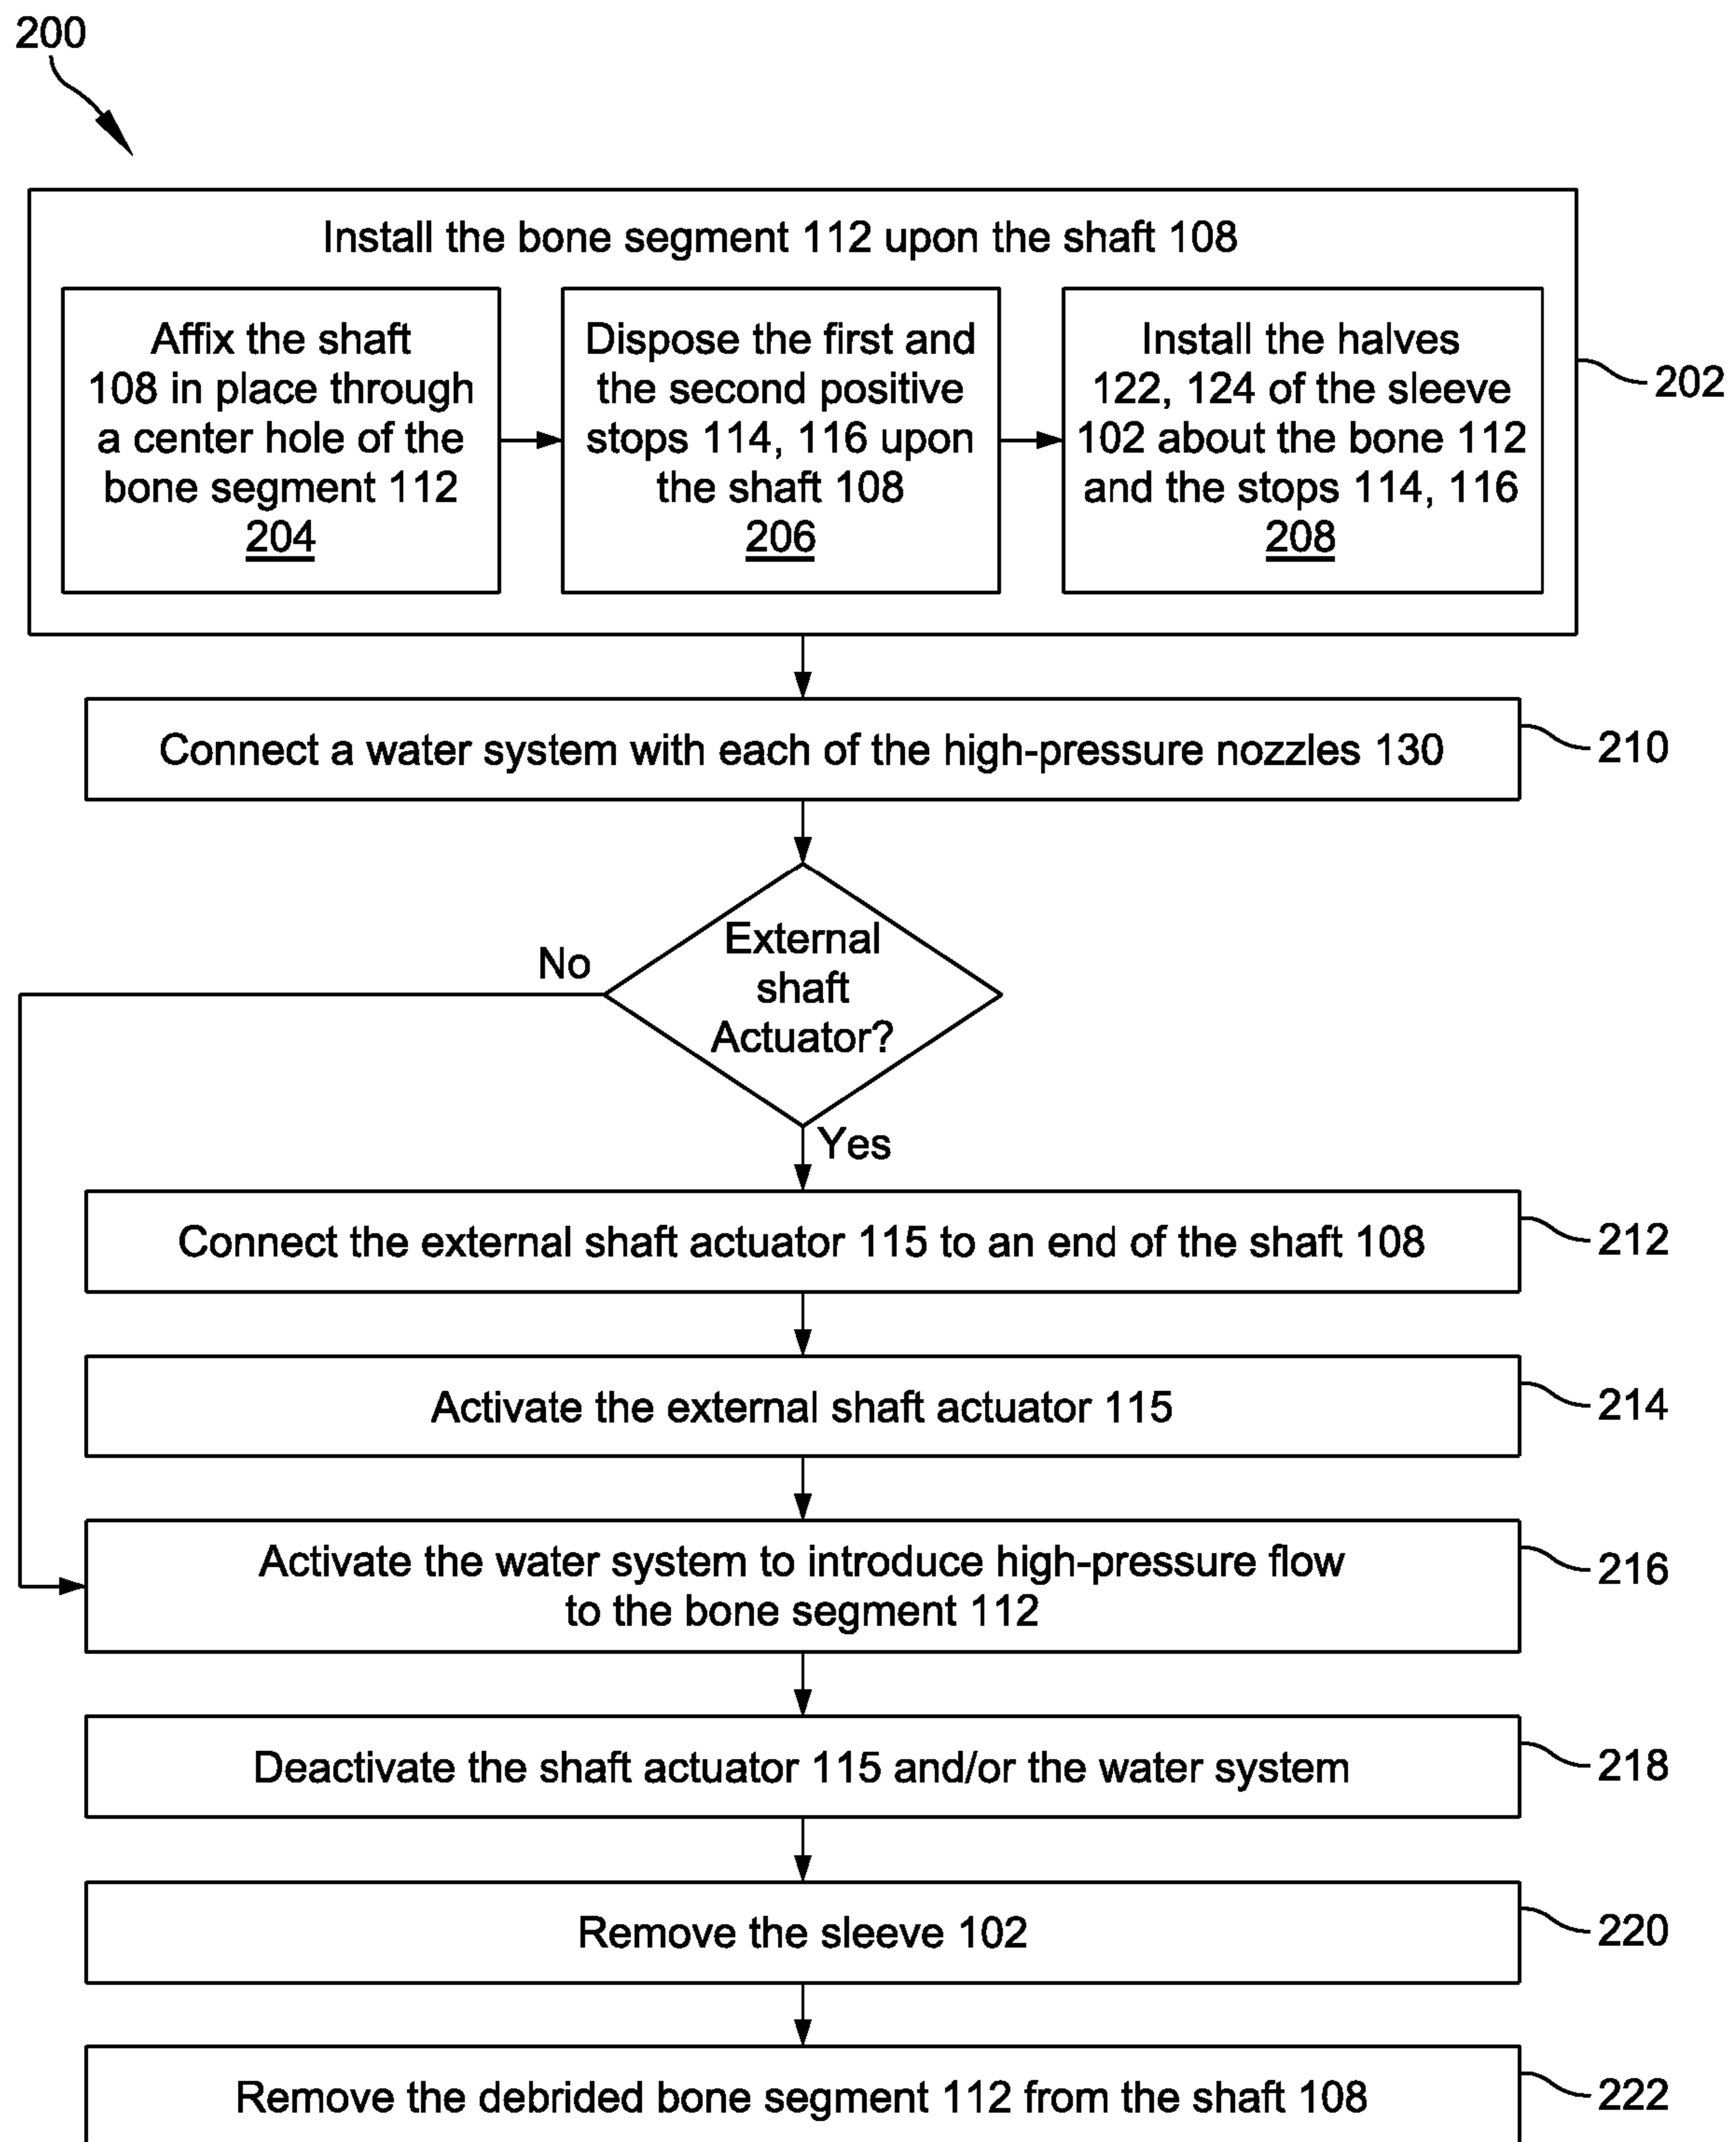 200
Install the bone segment 112 upon the shaft 108
Affix the shaft
108 in place through
a center hole of the
bone segment 112
204
Dispose the first and
the second positive
stops 114, 116 upon
the shaft 108
206
Install the halves
122, 124 of the sleeve
102 about the bone 112
and the stops 114, 116
208
202
Connect a water system with each of the high-pressure nozzles 130
210
External
shaft
Actuator?
No
Yes
Connect the external shaft actuator 115 to an end of the shaft 108
212
Activate the external shaft actuator 115
214
Activate the water system to introduce high-pressure flow
to the bone segment 112
216
Deactivate the shaft actuator 115 and/or the water system
218
Remove the sleeve 102
220
Remove the debrided bone segment 112 from the shaft 108
222